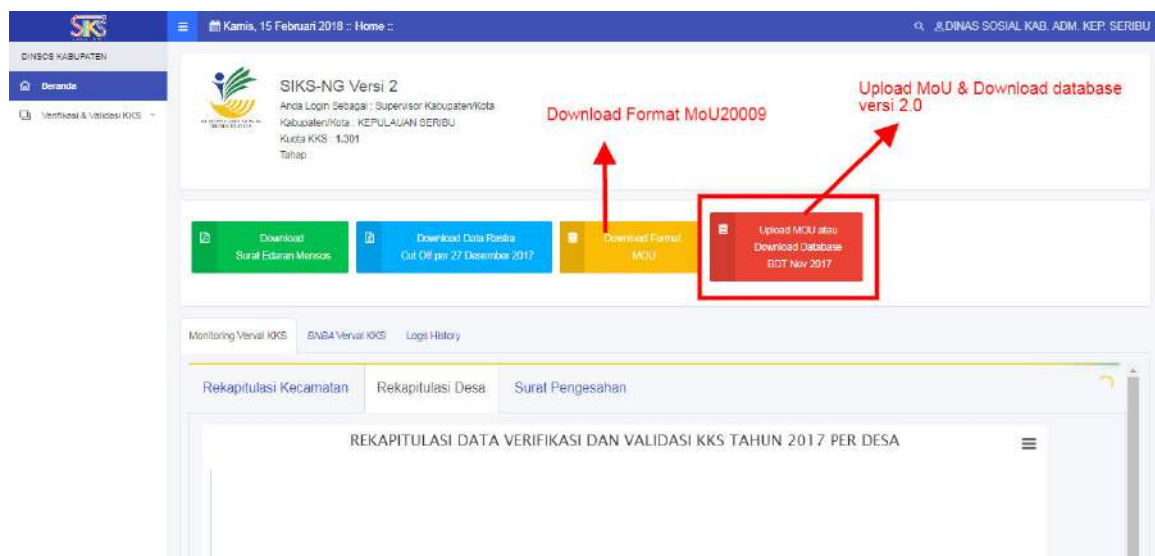 SIKS
Kamis, 15 Februari 2018 :: Home ::
DINAS SOSIAL KAB. ADM. KEP. SERIBU
DINSOS KABUPATEN
Beranda
Verifikasi & Validasi KKS
SIKS-NG Versi 2
Anda Login Sebagai : Supervisor Kabupaten/Kota
Kabupaten/Kota : KEPULAUAN SERIBU
Kuota KKS : 1.301
Tahap
Download Format MoU20009
Upload MoU & Download database
versi 2.0
Download
Surat Edaran Mensos
Download Data Rastra
Cut Off per 27 Desember 2017
Download Format
MOU
Upload MOU atau
Download Database
BDT Nov 2017
Monitoring Verval KKS
BNBA Verval KKS
Logs History
Rekapitulasi Kecamatan
Rekapitulasi Desa
Surat Pengesahan
REKAPITULASI DATA VERIFIKASI DAN VALIDASI KKS TAHUN 2017 PER DESA